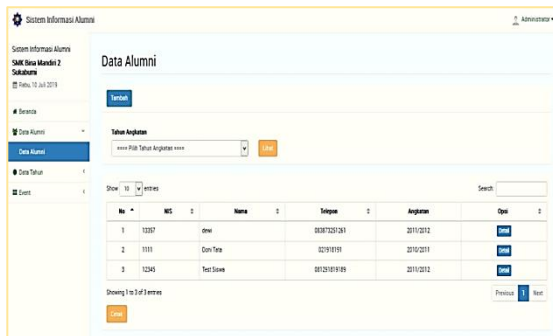 Sistem Informasi Alumni
Administrator
Sistem Informasi Alumni
SMK Bina Mandiri 2
Sukabumi
Rabu, 10 Juli 2019
Beranda
Data Alumni
Data Alumni
Data Tahun
Event
Data Alumni
Tambah
Tahun Angkatan
==== Pilih Tahun Angkatan ====
Lihat
Show 10 entries
Search:
No NIS Nama Telepon Angkatan Opsi
1 13357 dewi 083873251261 2011/2012 Detail
2 1111 Doni Tata 021918191 2010/2011 Detail
3 12345 Test Siswa 081291819189 2011/2012 Detail
Showing 1 to 3 of 3 entries
Previous 1 Next
Cetak